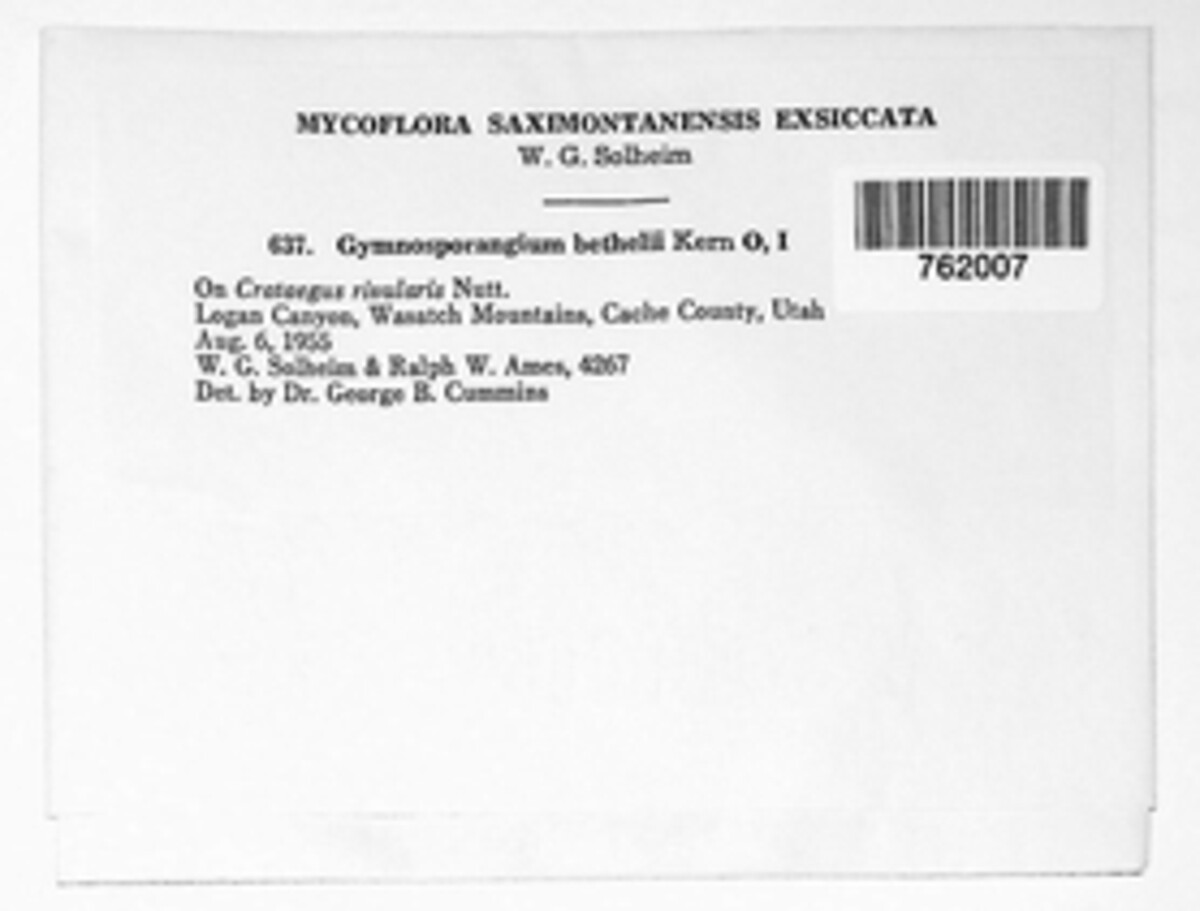 MYCOFLORA SAXIMONTANENSIS EXSICCATA
W. G. Solheim
637. Gymnosporangium bethelii Kern O, I
On Crataegus rivularis Nutt.
Logan Canyon, Wasatch Mountains, Cache County, Utah
Aug. 6, 1955
W. G. Solheim & Ralph W. Ames, 4267
Det. by Dr. George B. Cummins
762007